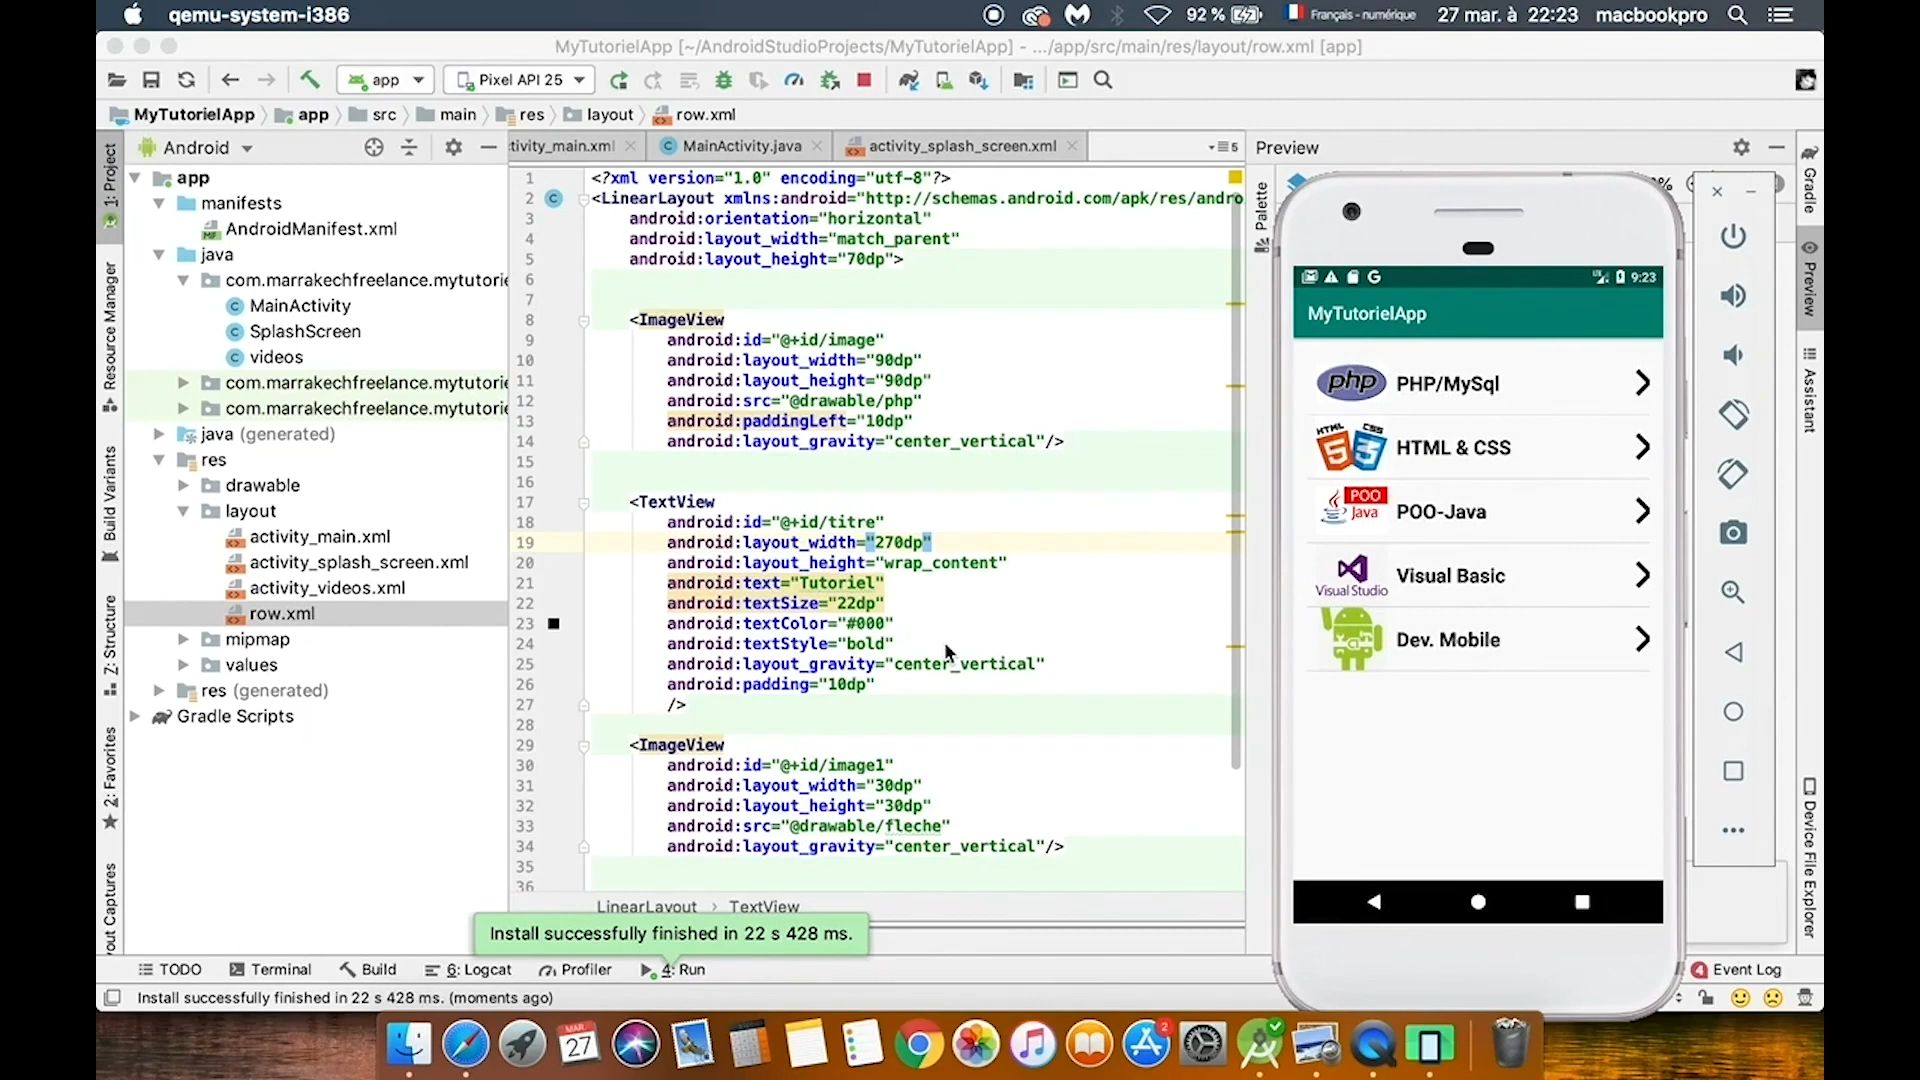 qemu-system-i386
92 %
Français - numérique
27 mar. à 22:23
macbookpro
MyTutorielApp [~/AndroidStudioProjects/MyTutorielApp] - .../app/src/main/res/layout/row.xml [app]
app
Pixel API 25
MyTutorielApp
app
src
main
res
layout
row.xml
1: Project
Resource Manager
Build Variants
Z: Structure
2: Favorites
out Captures
Android
app
manifests
AndroidManifest.xml
java
com.marrakechfreelance.mytutorie
MainActivity
SplashScreen
videos
com.marrakechfreelance.mytutorie
com.marrakechfreelance.mytutorie
java (generated)
res
drawable
layout
activity_main.xml
activity_splash_screen.xml
activity_videos.xml
row.xml
mipmap
values
res (generated)
Gradle Scripts
tivity_main.xml
MainActivity.java
activity_splash_screen.xml
5
1 <?xml version="1.0" encoding="utf-8"?>
2 <LinearLayout xmlns:android="http://schemas.android.com/apk/res/andro
3 android:orientation="horizontal"
4 android:layout_width="match_parent"
5 android:layout_height="70dp">
6
7
8 <ImageView
9 android:id="@+id/image"
10 android:layout_width="90dp"
11 android:layout_height="90dp"
12 android:src="@drawable/php"
13 android:paddingLeft="10dp"
14 android:layout_gravity="center_vertical"/>
15
16
17 <TextView
18 android:id="@+id/titre"
19 android:layout_width="270dp"
20 android:layout_height="wrap_content"
21 android:text="Tutoriel"
22 android:textSize="22dp"
23 android:textColor="#000"
24 android:textStyle="bold"
25 android:layout_gravity="center_vertical"
26 android:padding="10dp"
27 />
28
29 <ImageView
30 android:id="@+id/image1"
31 android:layout_width="30dp"
32 android:layout_height="30dp"
33 android:src="@drawable/fleche"
34 android:layout_gravity="center_vertical"/>
35
36
LinearLayout
TextView
Install successfully finished in 22 s 428 ms.
Preview
Palette
%
9:23
MyTutorielApp
php
PHP/MySql
HTML
CSS
5
3
HTML & CSS
POO
Java
POO-Java
Visual Studio
Visual Basic
Dev. Mobile
Gradle
Preview
Assistant
Device File Explorer
TODO
Terminal
Build
6: Logcat
Profiler
4: Run
4
Event Log
Install successfully finished in 22 s 428 ms. (moments ago)
MAR.
27
2